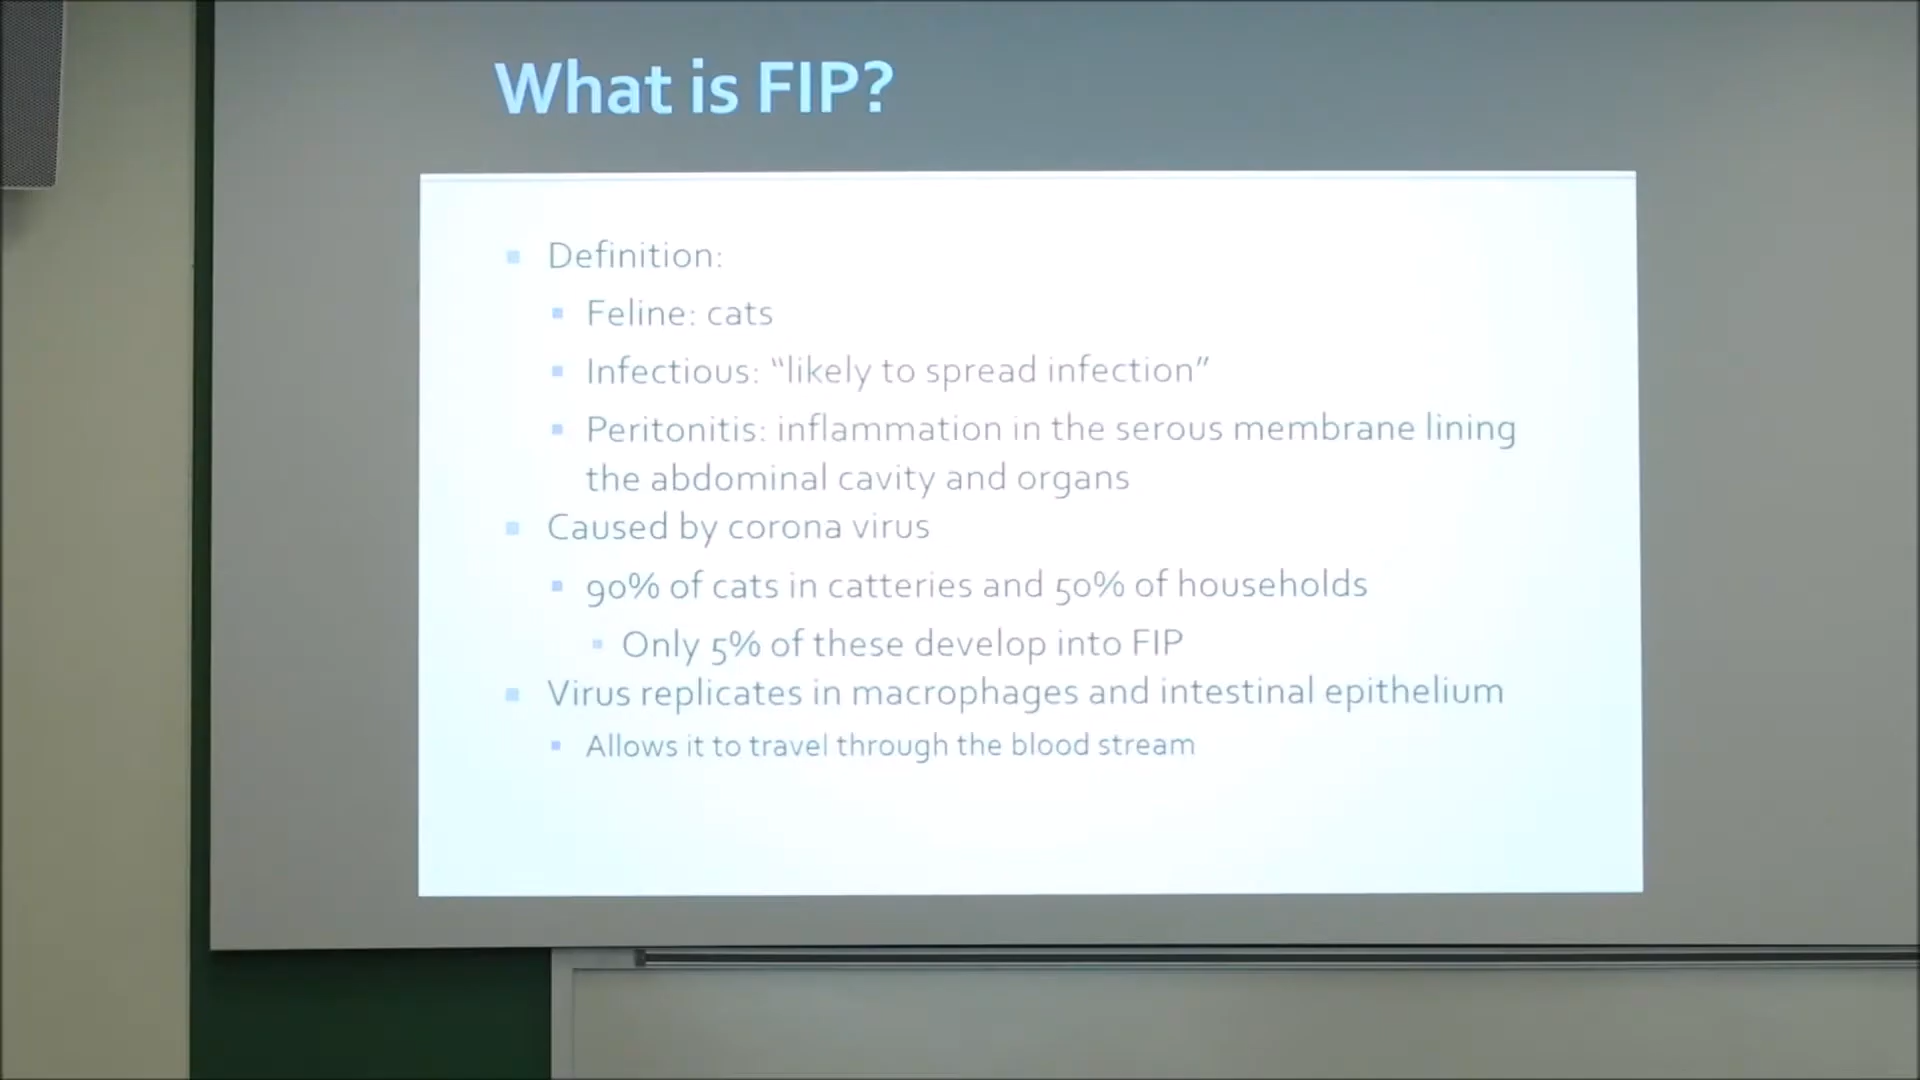 What is FIP?
Definition:
Feline: cats
Infectious: “likely to spread infection”
Peritonitis: inflammation in the serous membrane lining
the abdominal cavity and organs
Caused by corona virus
90% of cats in catteries and 50% of households
Only 5% of these develop into FIP
Virus replicates in macrophages and intestinal epithelium
Allows it to travel through the blood stream